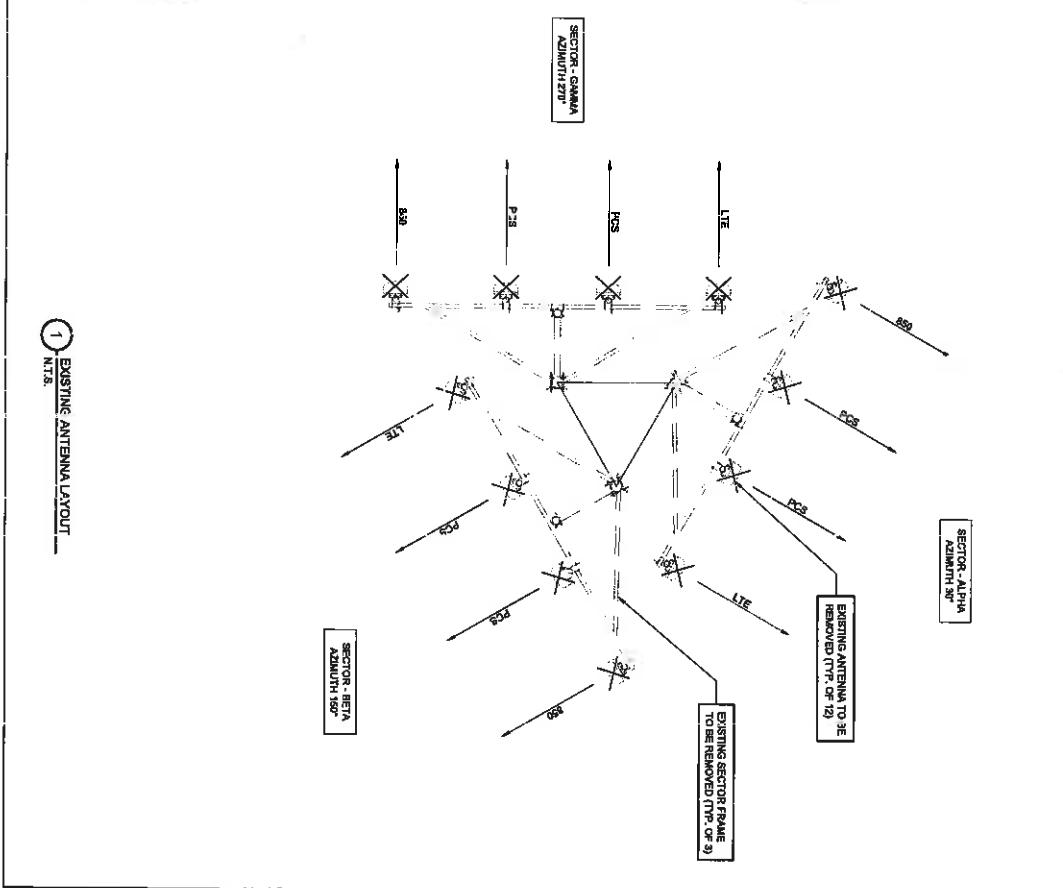 SECTOR - ALPHA
AZIMUTH 30°
850
PCS
EXISTING ANTENNA TO BE
REMOVED (TYP. OF 12)
PCS
LTE
LTE
EXISTING SECTOR FRAME
TO BE REMOVED (TYP. OF 3)
PCS
SECTOR - GAMMA
AZIMUTH 270°
850
PCS
PCS
PCS
850
LTE
SECTOR - BETA
AZIMUTH 150°
1
EXISTING ANTENNA LAYOUT
N.T.S.